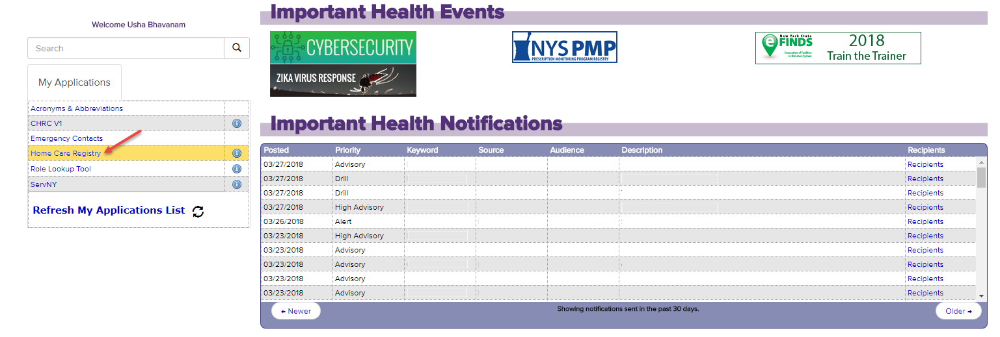 Important Health Events
Welcome Usha Bhavanam
Search
My Applications
Acronyms & Abbreviations
CHRC V1
Emergency Contacts
Home Care Registry
Role Lookup Tool
ServNY
Refresh My Applications List
CYBERSECURITY
ZIKA VIRUS RESPONSE
NYS PMP
PRESCRIPTION MONITORING PROGRAM REGISTRY
New York State
eFINDS
Evacuation of Facilities
in Disasters System
2018
Train the Trainer
Important Health Notifications
Posted Priority Keyword Source Audience Description Recipients
03/27/2018 Advisory Recipients
03/27/2018 Drill Recipients
03/27/2018 Drill Recipients
03/27/2018 High Advisory Recipients
03/26/2018 Alert Recipients
03/23/2018 High Advisory Recipients
03/23/2018 Advisory Recipients
03/23/2018 Advisory Recipients
03/23/2018 Advisory Recipients
03/23/2018 Advisory Recipients
Newer Showing notifications sent in the past 30 days. Older